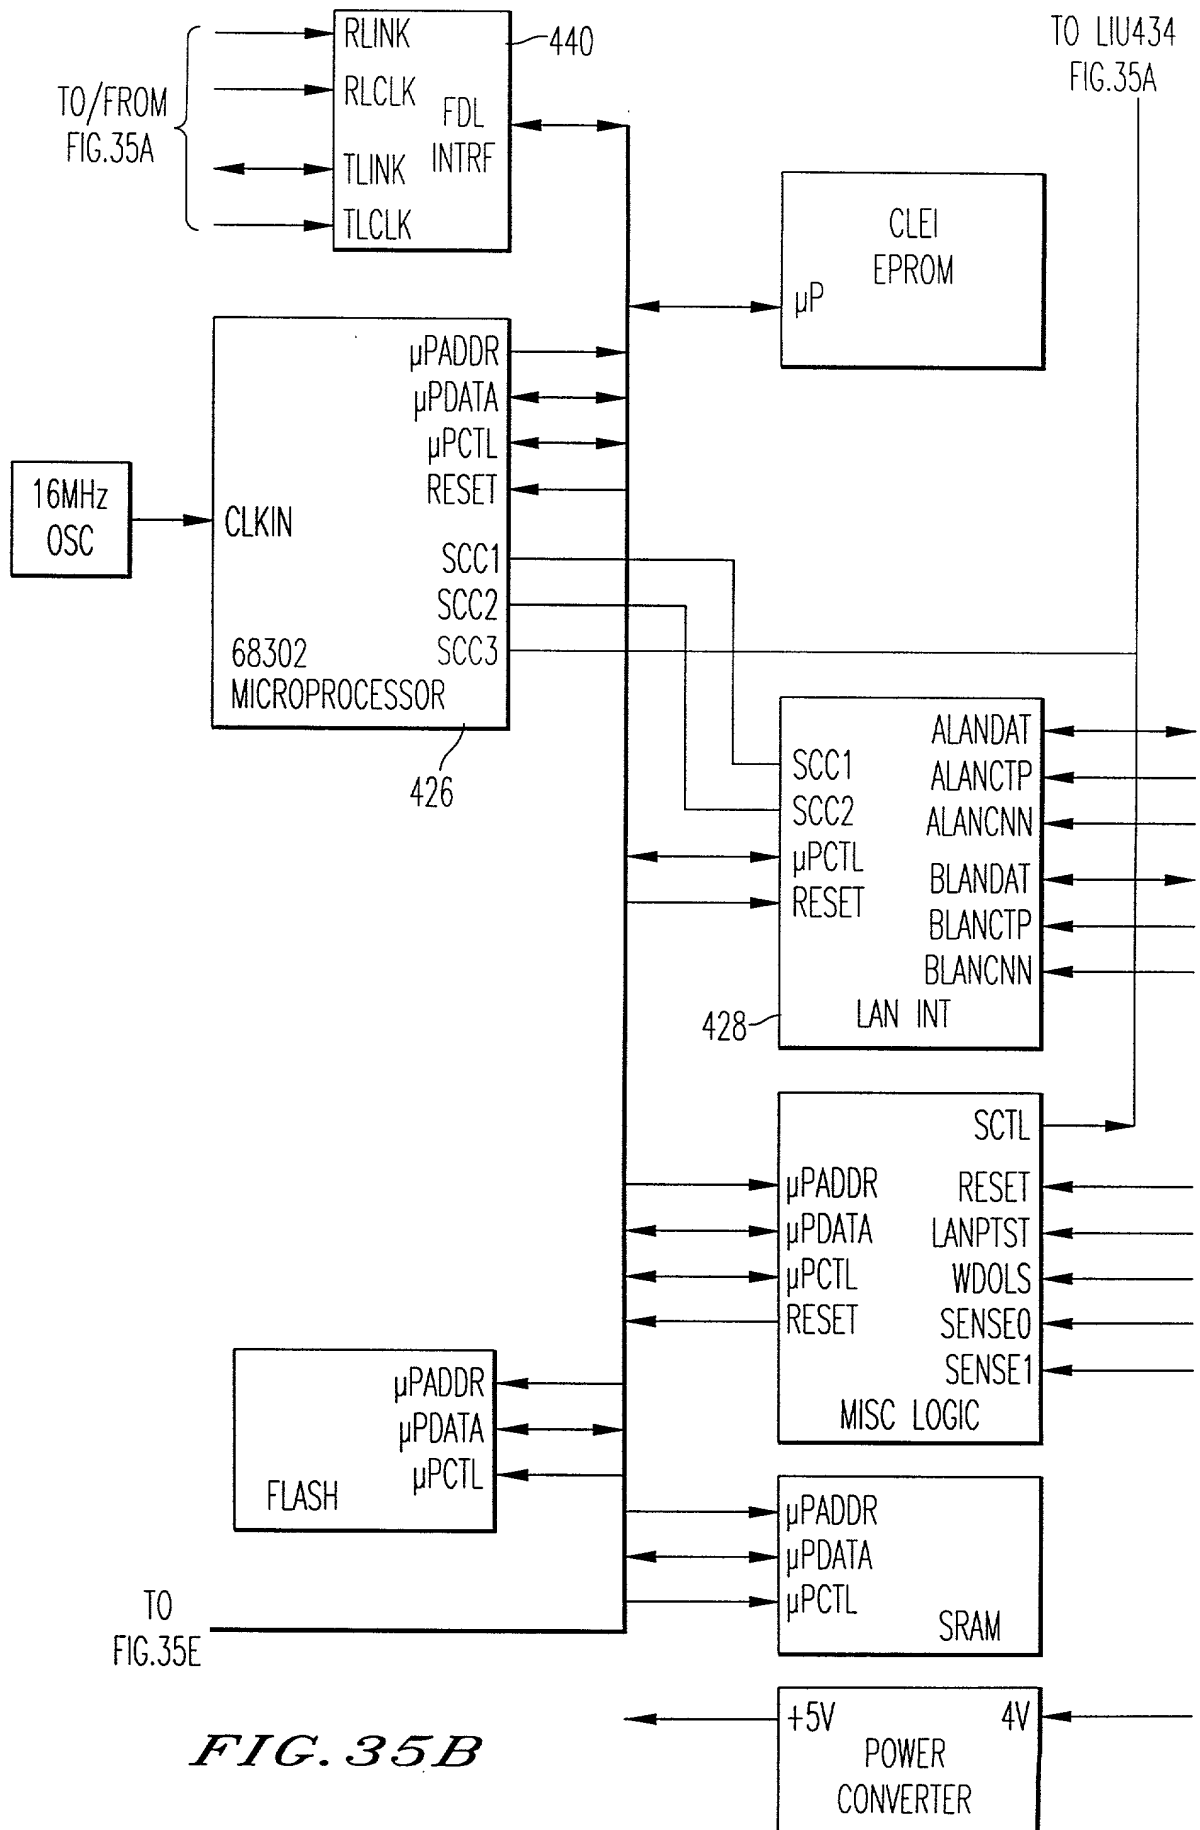 RLINK
RLCLK
TLINK
TLCLK
FDL
INTRF
440
TO/FROM
FIG.35A
TO LIU434
FIG.35A
CLEI
EPROM
µP
µPADDR
µPDATA
µPCTL
RESET
16MHz
OSC
CLKIN
SCC1
SCC2
SCC3
68302
MICROPROCESSOR
426
SCC1
SCC2
µPCTL
RESET
ALANDAT
ALANCTP
ALANCNN
BLANDAT
BLANCTP
BLANCNN
LAN INT
428
SCTL
µPADDR
µPDATA
µPCTL
RESET
RESET
LANPTST
WDOLS
SENSE0
SENSE1
MISC LOGIC
µPADDR
µPDATA
µPCTL
FLASH
µPADDR
µPDATA
µPCTL
SRAM
TO
FIG.35E
+5V
4V
POWER
CONVERTER
FIG.35B